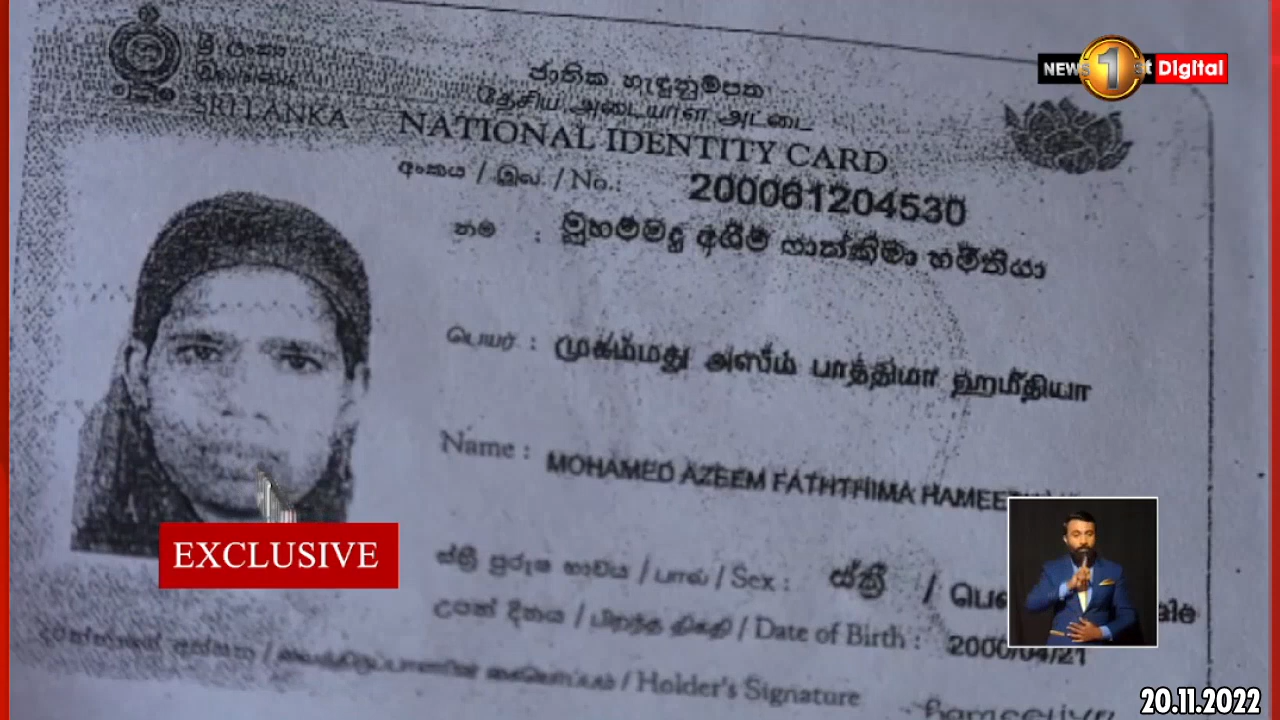 ශ්‍රී ලංකා
இலங்கை
SRI LANKA
ජාතික හැඳුනුම්පත
தேசிய அடையாள அட்டை
NATIONAL IDENTITY CARD
අංකය / இல. / No.: 200061204530
නම : මුහම්මදු අසීම් ෆාත්තිමා හමීතියා
பெயர் : முகம்மது அஸீம் பாத்திமா ஹமீதியா
Name : MOHAMED AZEEM FATHTHIMA
ස්ත්‍රී පුරුෂ භාවය / பால் / Sex : ස්ත්‍රී /
උපන් දිනය / பிறந்த திகதி / Date of Birth : 2000/04/21
/ Holder's Signature
NEWS 1st Digital
EXCLUSIVE
20.11.2022